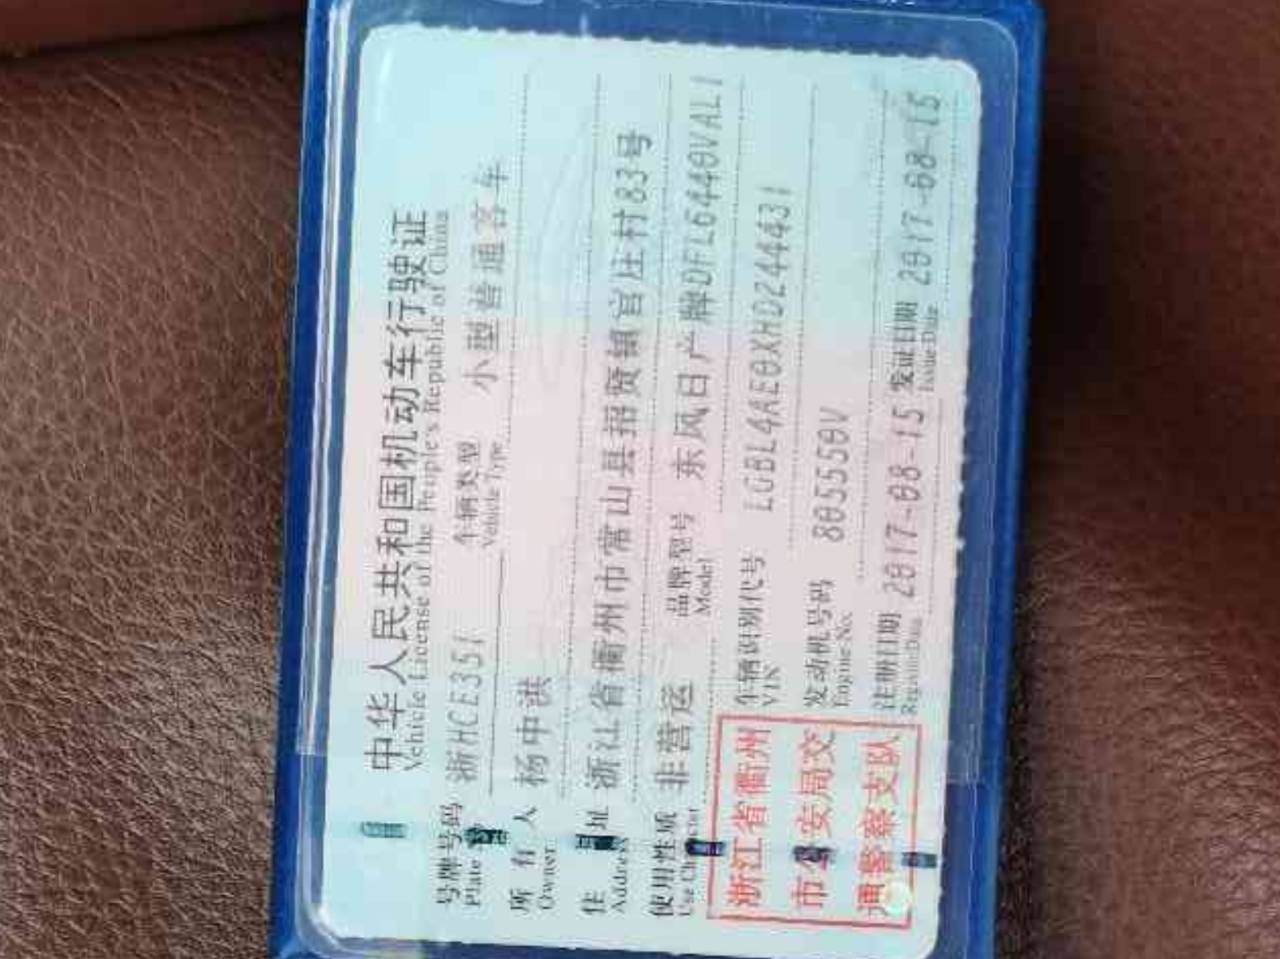 中华人民共和国机动车行驶证
Vehicle License of the People's Republic of China
号牌号码 浙HCE351 车辆类型 小型普通客车
Plate Vehicle Type
所有人 杨中洪
Owner
住址 浙江省衢州市常山县招贤镇官庄村83号
Address
使用性质 非营运 品牌型号 东风日产牌DFL6440VAL1
Use Character Model
车辆识别代号 LGBL4AE0XHD244431
VIN
发动机号码 805550V
Engine No.
注册日期 2017-08-15 发证日期 2017-08-15
Register Date Issue Date
浙江省衢州
市公安局交
通警察支队